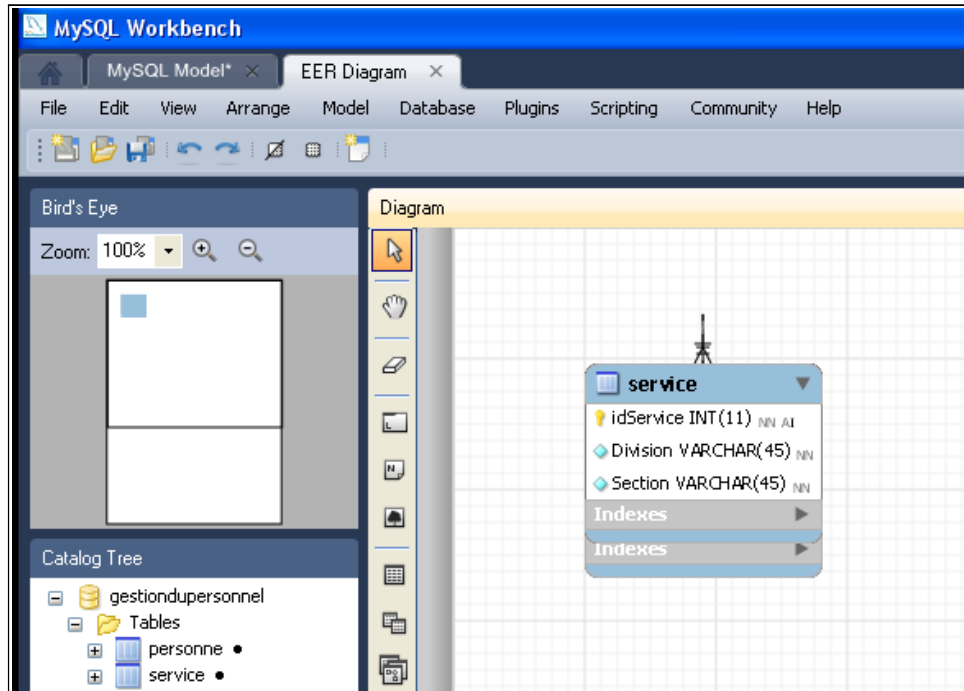 MySQL Workbench
MySQL Model* EER Diagram
File Edit View Arrange Model Database Plugins Scripting Community Help
Bird's Eye
Zoom: 100%
Diagram
service
idService INT(11) NN AI
Division VARCHAR(45) NN
Section VARCHAR(45) NN
Indexes
Indexes
Catalog Tree
gestiondupersonnel
Tables
personne
service